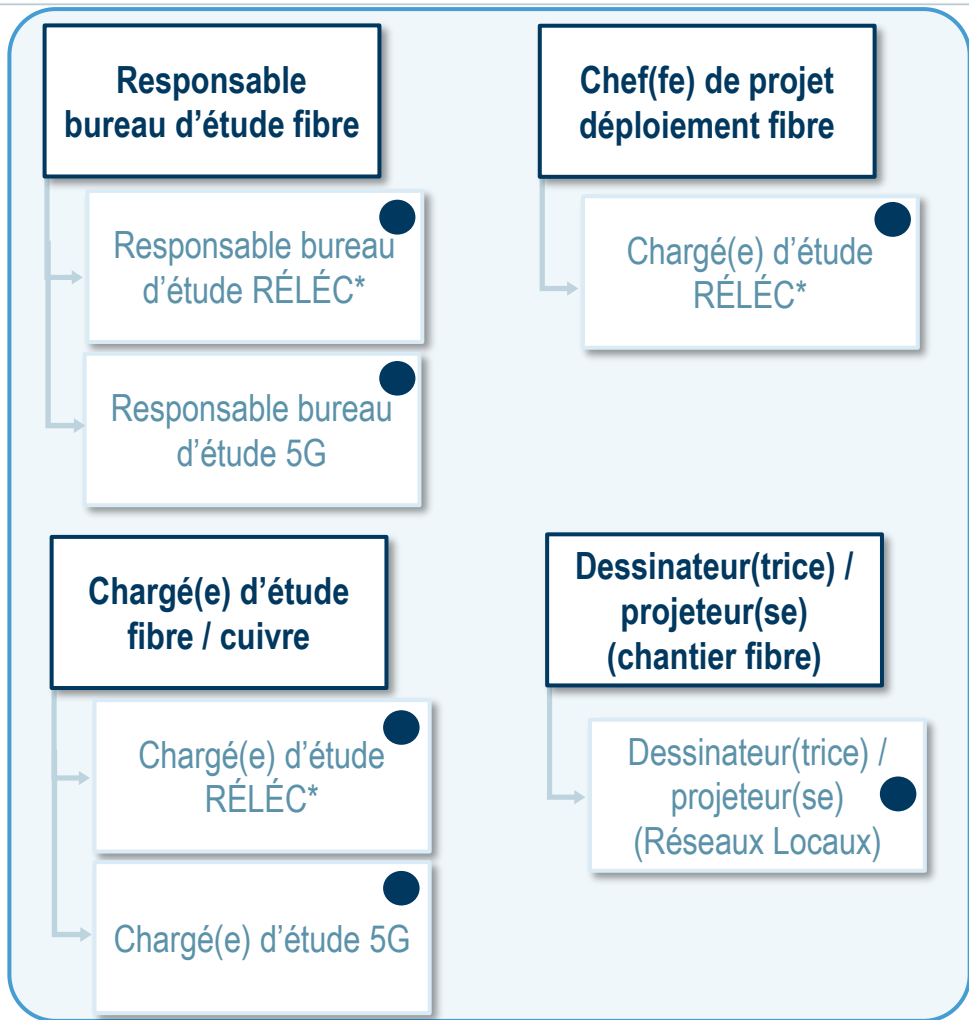 Responsable
bureau d’étude fibre
Responsable bureau
d’étude RÉLÉC*
Responsable bureau
d’étude 5G
Chef(fe) de projet
déploiement fibre
Chargé(e) d’étude
RÉLÉC*
Chargé(e) d’étude
fibre / cuivre
Chargé(e) d’étude
RÉLÉC*
Chargé(e) d’étude 5G
Dessinateur(trice) /
projeteur(se)
(chantier fibre)
Dessinateur(trice) /
projeteur(se)
(Réseaux Locaux)